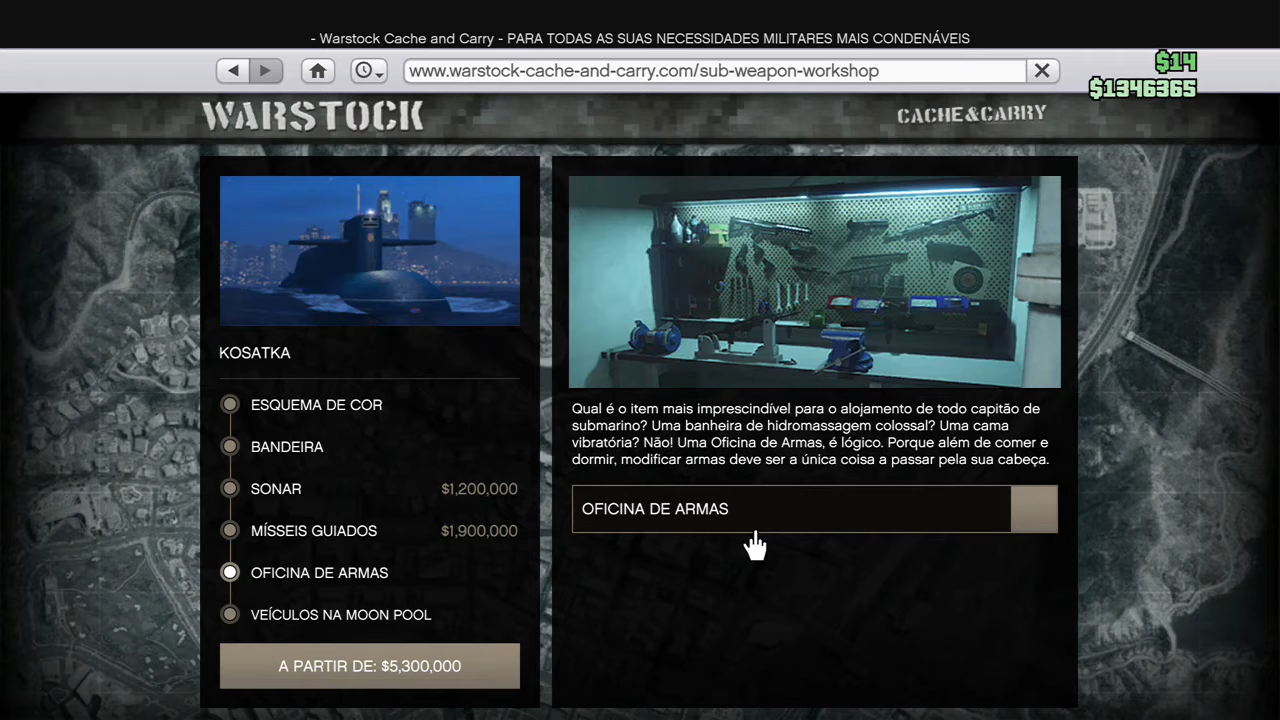 - Warstock Cache and Carry - PARA TODAS AS SUAS NECESSIDADES MILITARES MAIS CONDENÁVEIS
www.warstock-cache-and-carry.com/sub-weapon-workshop
$14
$1346365
WARSTOCK
CACHE&CARRY
KOSATKA
ESQUEMA DE COR
BANDEIRA
SONAR $1,200,000
MÍSSEIS GUIADOS $1,900,000
OFICINA DE ARMAS
VEÍCULOS NA MOON POOL
A PARTIR DE: $5,300,000
Qual é o item mais imprescindível para o alojamento de todo capitão de
submarino? Uma banheira de hidromassagem colossal? Uma cama
vibratória? Não! Uma Oficina de Armas, é lógico. Porque além de comer e
dormir, modificar armas deve ser a única coisa a passar pela sua cabeça.
OFICINA DE ARMAS